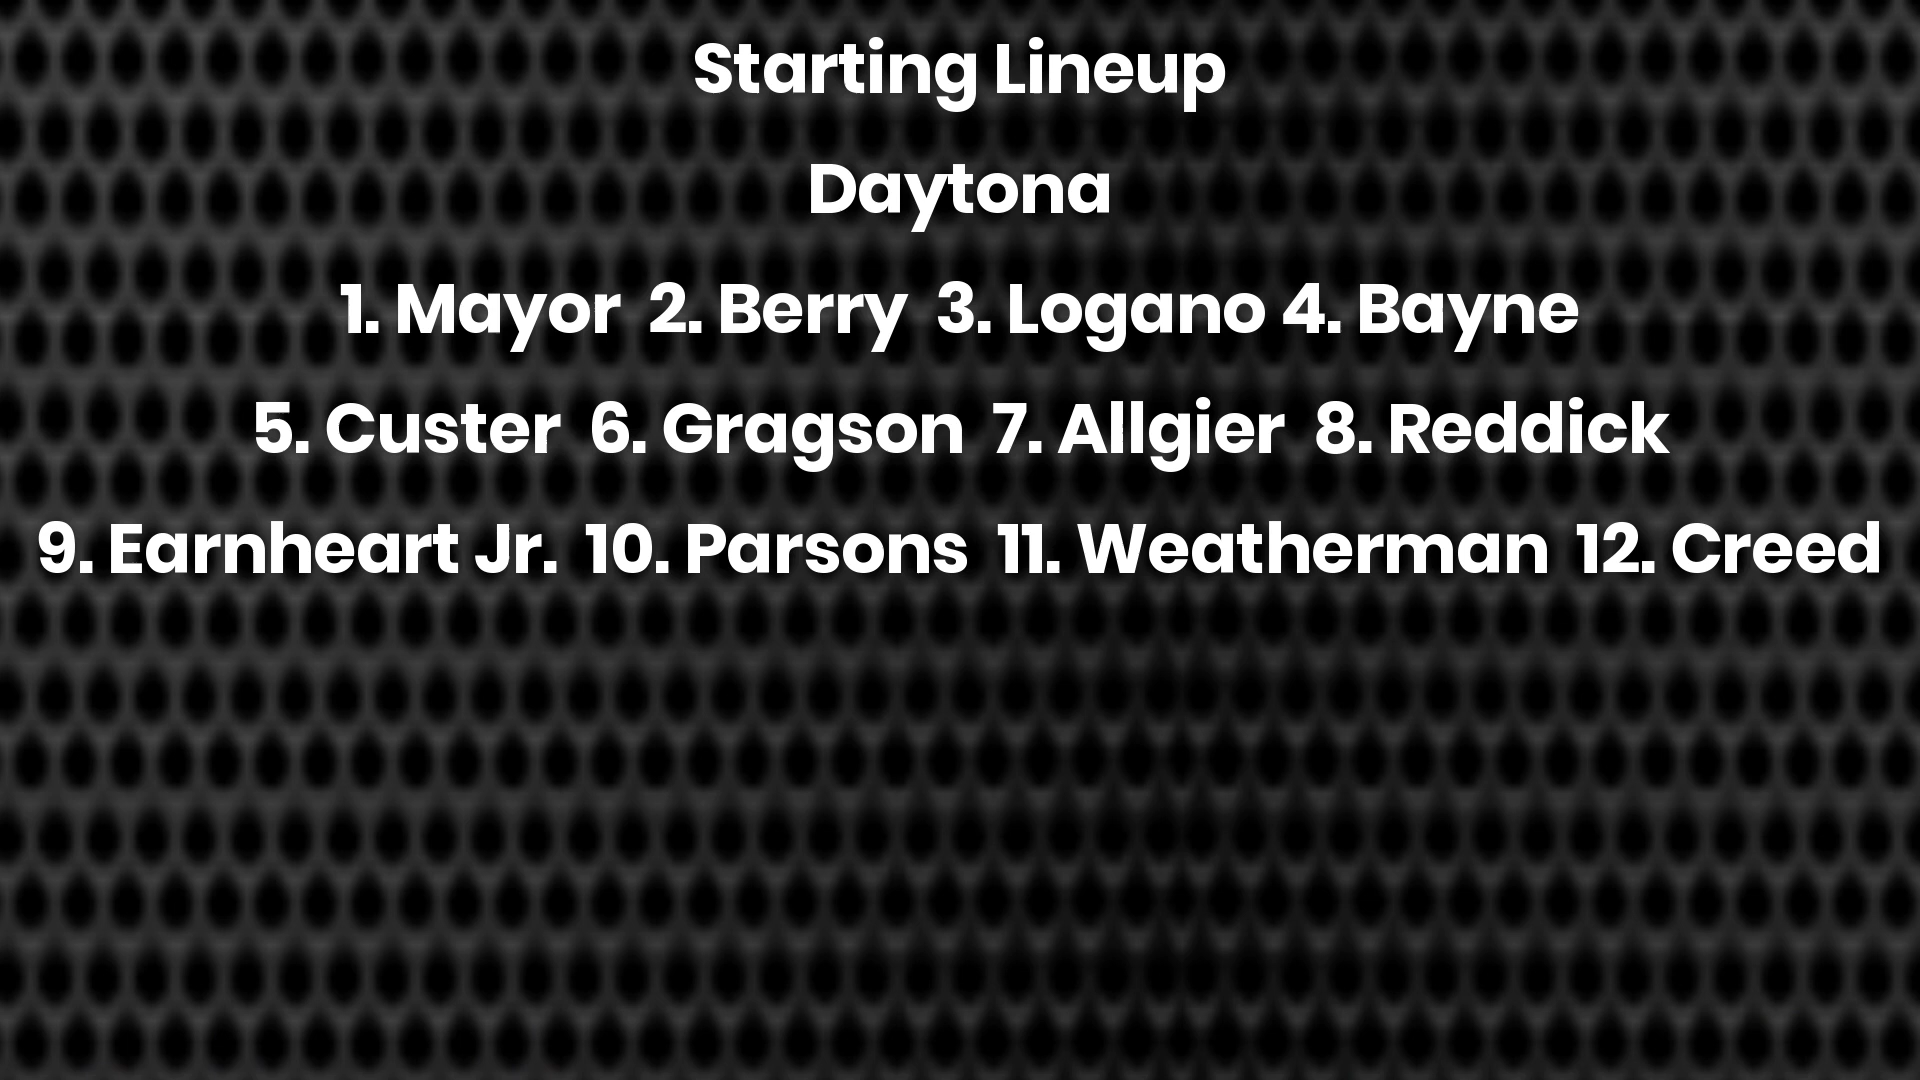 Starting Lineup
Daytona
1. Mayor 2. Berry 3. Logano 4. Bayne
5. Custer 6. Gragson 7. Allgier 8. Reddick
9. Earnheart Jr. 10. Parsons 11. Weatherman 12. Creed